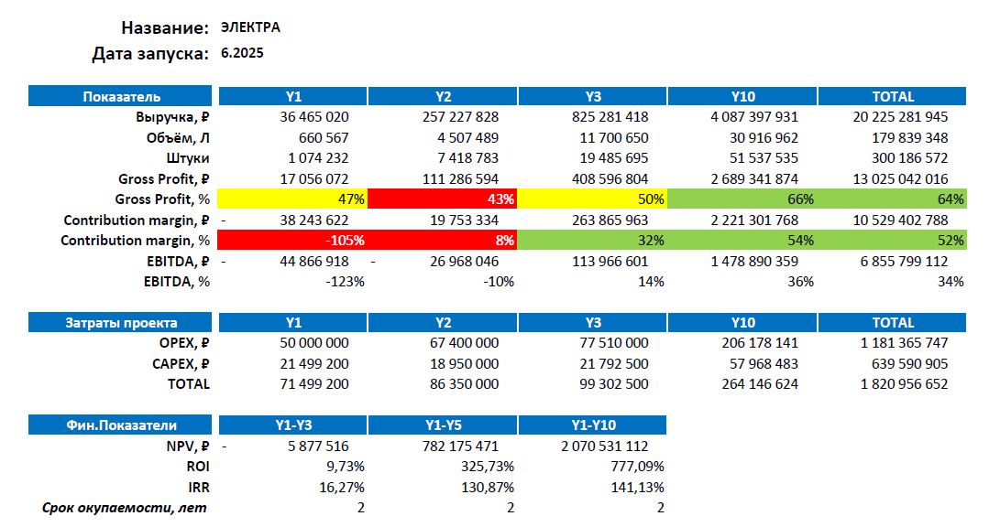 Название: ЭЛЕКТРА
Дата запуска: 6.2025
Показатель Y1 Y2 Y3 Y10 TOTAL
Выручка, ₽ 36 465 020 257 227 828 825 281 418 4 087 397 931 20 225 281 945
Объём, Л 660 567 4 507 489 11 700 650 30 916 962 179 839 348
Штуки 1 074 232 7 418 783 19 485 695 51 537 535 300 186 572
Gross Profit, ₽ 17 056 072 111 286 594 408 596 804 2 689 341 874 13 025 042 016
Gross Profit, % 47% 43% 50% 66% 64%
Contribution margin, ₽ - 38 243 622 19 753 334 263 865 963 2 221 301 768 10 529 402 788
Contribution margin, % -105% 8% 32% 54% 52%
EBITDA, ₽ - 44 866 918 - 26 968 046 113 966 601 1 478 890 359 6 855 799 112
EBITDA, % -123% -10% 14% 36% 34%
Затраты проекта Y1 Y2 Y3 Y10 TOTAL
OPEX, ₽ 50 000 000 67 400 000 77 510 000 206 178 141 1 181 365 747
CAPEX, ₽ 21 499 200 18 950 000 21 792 500 57 968 483 639 590 905
TOTAL 71 499 200 86 350 000 99 302 500 264 146 624 1 820 956 652
Фин.Показатели Y1-Y3 Y1-Y5 Y1-Y10
NPV, ₽ - 5 877 516 782 175 471 2 070 531 112
ROI 9,73% 325,73% 777,09%
IRR 16,27% 130,87% 141,13%
Срок окупаемости, лет 2 2 2